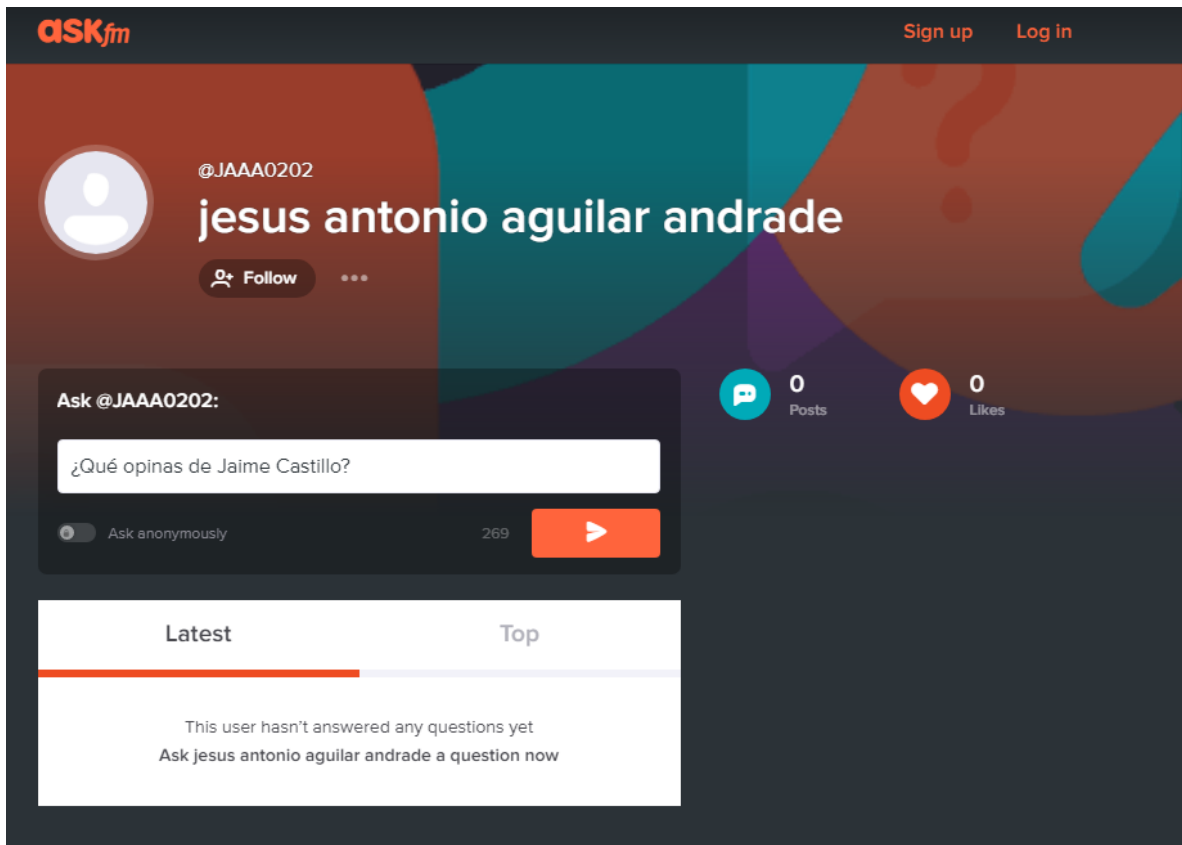 ASKfm
Sign up Log in
@JAAA0202
jesus antonio aguilar andrade
Follow
Ask @JAAA0202:
0
Posts
0
Likes
¿Qué opinas de Jaime Castillo?
Ask anonymously 269
Latest Top
This user hasn't answered any questions yet
Ask jesus antonio aguilar andrade a question now